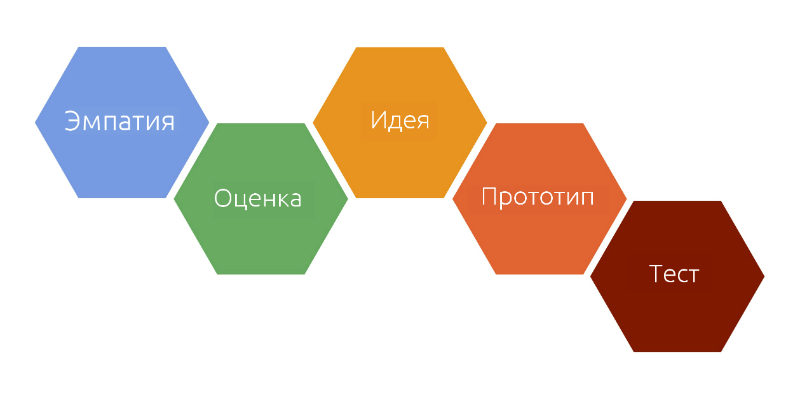 Эмпатия
Оценка
Идея
Прототип
Тест